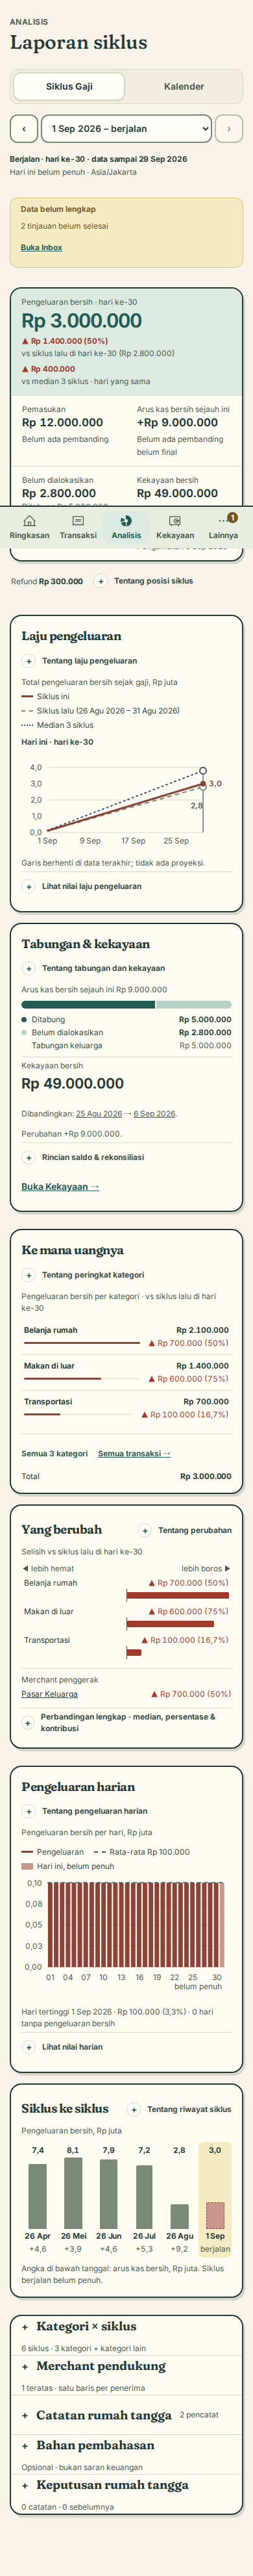 ANALISIS
Laporan siklus
Siklus Gaji
Kalender
‹
1 Sep 2026 – berjalan
›
Berjalan · hari ke-30 · data sampai 29 Sep 2026
Hari ini belum penuh · Asia/Jakarta
Data belum lengkap
2 tinjauan belum selesai
Buka Inbox
Pengeluaran bersih · hari ke-30
Rp 3.000.000
▲ Rp 1.400.000 (50%)
vs siklus lalu di hari ke-30 (Rp 2.800.000)
▲ Rp 400.000
vs median 3 siklus · hari yang sama
Pemasukan
Rp 12.000.000
Belum ada pembanding
Arus kas bersih sejauh ini
+Rp 9.000.000
Belum ada pembanding
belum final
Belum dialokasikan
Rp 2.800.000
Kekayaan bersih
Rp 49.000.000
Ringkasan
Transaksi
Analisis
Kekayaan
1
Lainnya
Refund Rp 300.000
+ Tentang posisi siklus
Laju pengeluaran
+ Tentang laju pengeluaran
Total pengeluaran bersih sejak gaji, Rp juta
Siklus ini
Siklus lalu (26 Agu 2026 – 31 Agu 2026)
Median 3 siklus
Hari ini · hari ke-30
4,0
3,0
2,0
1,0
0,0
3,0
2,8
1 Sep
9 Sep
17 Sep
25 Sep
Garis berhenti di data terakhir; tidak ada proyeksi.
+ Lihat nilai laju pengeluaran
Tabungan & kekayaan
+ Tentang tabungan dan kekayaan
Arus kas bersih sejauh ini Rp 9.000.000
Ditabung Rp 5.000.000
Belum dialokasikan Rp 2.800.000
Tabungan keluarga Rp 5.000.000
Kekayaan bersih
Rp 49.000.000
Dibandingkan: 25 Agu 2026 → 6 Sep 2026.
Perubahan +Rp 9.000.000.
+ Rincian saldo & rekonsiliasi
Buka Kekayaan →
Ke mana uangnya
+ Tentang peringkat kategori
Pengeluaran bersih per kategori · vs siklus lalu di hari
ke-30
Belanja rumah Rp 2.100.000
▲ Rp 700.000 (50%)
Makan di luar Rp 1.400.000
▲ Rp 600.000 (75%)
Transportasi Rp 700.000
▲ Rp 100.000 (16,7%)
Semua 3 kategori Semua transaksi →
Total Rp 3.000.000
Yang berubah
+ Tentang perubahan
Selisih vs siklus lalu di hari ke-30
◀ lebih hemat lebih boros ▶
Belanja rumah ▲ Rp 700.000 (50%)
Makan di luar ▲ Rp 600.000 (75%)
Transportasi ▲ Rp 100.000 (16,7%)
Merchant penggerak
Pasar Keluarga ▲ Rp 700.000 (50%)
+ Perbandingan lengkap · median, persentase &
kontribusi
Pengeluaran harian
+ Tentang pengeluaran harian
Pengeluaran bersih per hari, Rp juta
Pengeluaran Rata-rata Rp 100.000
Hari ini, belum penuh
0,10
0,08
0,05
0,03
0,00
01 04 07 10 13 16 19 22 25 30
belum penuh
Hari tertinggi 1 Sep 2026 · Rp 100.000 (3,3%) · 0 hari
tanpa pengeluaran bersih
+ Lihat nilai harian
Siklus ke siklus
+ Tentang riwayat siklus
Pengeluaran bersih, Rp juta
7,4 8,1 7,9 7,2 2,8 3,0
26 Apr 26 Mei 26 Jun 26 Jul 26 Agu 1 Sep
+4,6 +3,9 +4,6 +5,3 +9,2 berjalan
Angka di bawah tanggal: arus kas bersih, Rp juta. Siklus
berjalan belum penuh.
+ Kategori × siklus
6 siklus · 3 kategori + kategori lain
+ Merchant pendukung
1 teratas · satu baris per penerima
+ Catatan rumah tangga 2 pencatat
+ Bahan pembahasan
Opsional · bukan saran keuangan
+ Keputusan rumah tangga
0 catatan · 0 sebelumnya